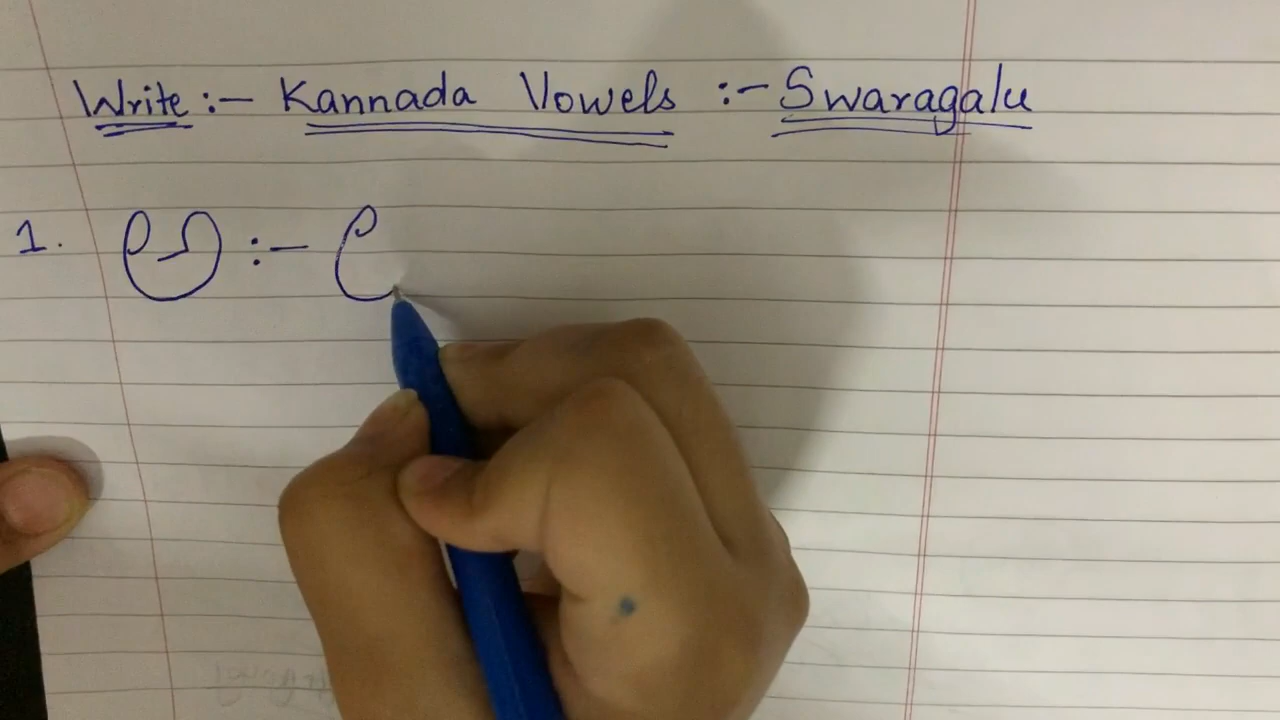 Write :- Kannada Vowels :- Swaragalu
1. ಅ :-